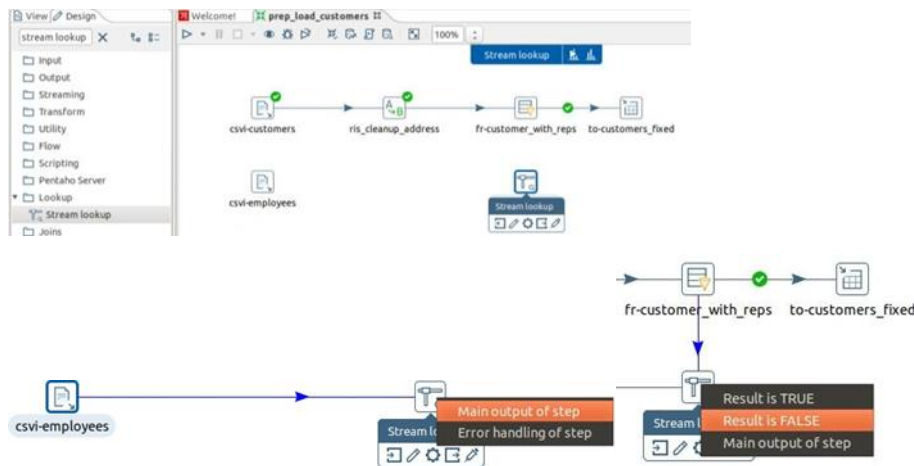 View Design
stream lookup
Input
Output
Streaming
Transform
Utility
Flow
Scripting
Pentaho Server
Lookup
Stream lookup
Joins
Welcome! prep_load_customers
100%
Stream lookup
csvi-customers ris_cleanup_address fr-customer_with_reps to-customers_fixed
csvi-employees
Stream lookup
csvi-employees
Stream l
Main output of step
Error handling of step
fr-customer_with_reps to-customers_fixed
Stream l
Result is TRUE
Result is FALSE
Main output of step